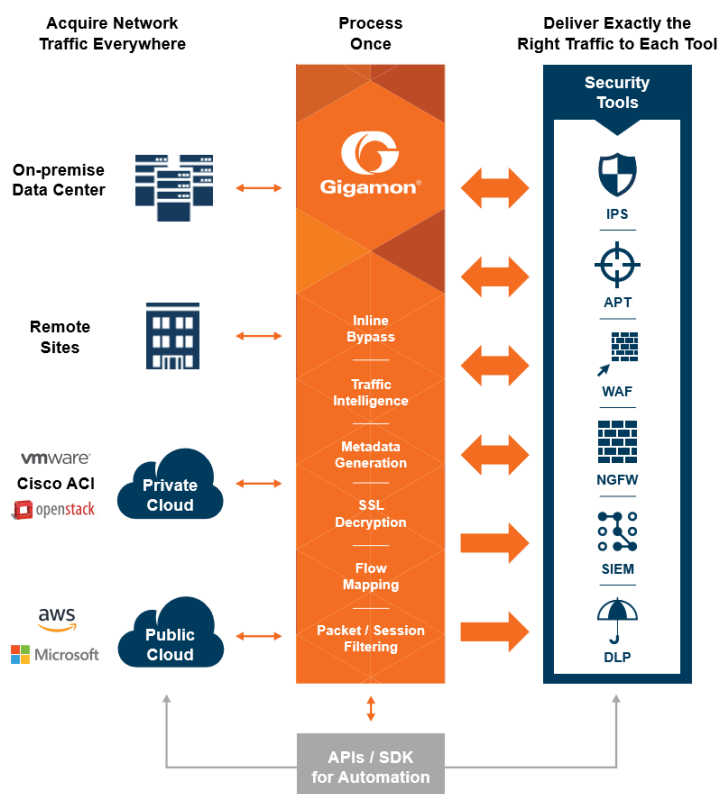 Acquire Network
Traffic Everywhere
Process
Once
Deliver Exactly the
Right Traffic to Each Tool
On-premise
Data Center
Remote
Sites
vmware®
Cisco ACI
openstack
Private
Cloud
aws
Microsoft
Public
Cloud
Gigamon®
Inline
Bypass
Traffic
Intelligence
Metadata
Generation
SSL
Decryption
Flow
Mapping
Packet / Session
Filtering
Security
Tools
IPS
APT
WAF
NGFW
SIEM
DLP
APIs / SDK
for Automation